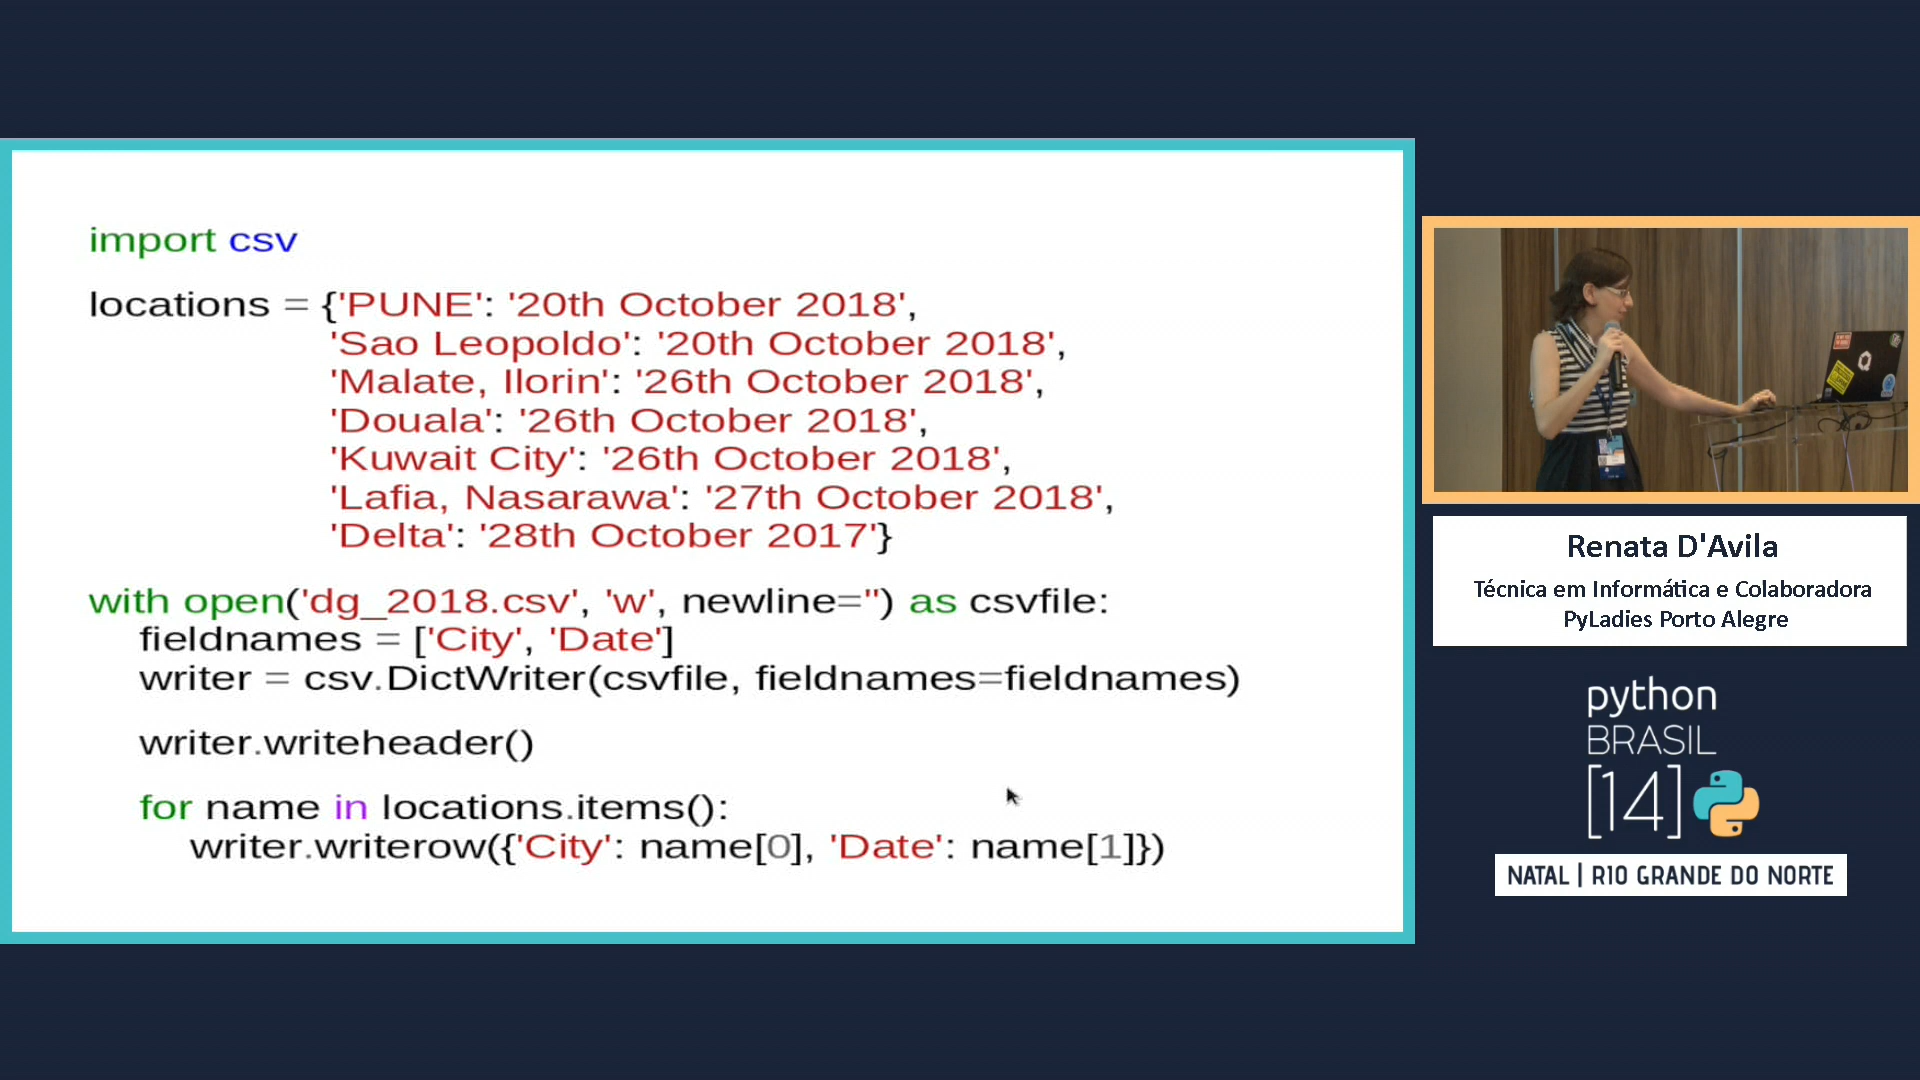 import csv
locations = {'PUNE': '20th October 2018',
'Sao Leopoldo': '20th October 2018',
'Malate, Ilorin': '26th October 2018',
'Douala': '26th October 2018',
'Kuwait City': '26th October 2018',
'Lafia, Nasarawa': '27th October 2018',
'Delta': '28th October 2017'}
with open('dg_2018.csv', 'w', newline='') as csvfile:
fieldnames = ['City', 'Date']
writer = csv.DictWriter(csvfile, fieldnames=fieldnames)
writer.writeheader()
for name in locations.items():
writer.writerow({'City': name[0], 'Date': name[1]})
Renata D'Avila
Técnica em Informática e Colaboradora
PyLadies Porto Alegre
python
BRASIL
[14]
NATAL | RIO GRANDE DO NORTE